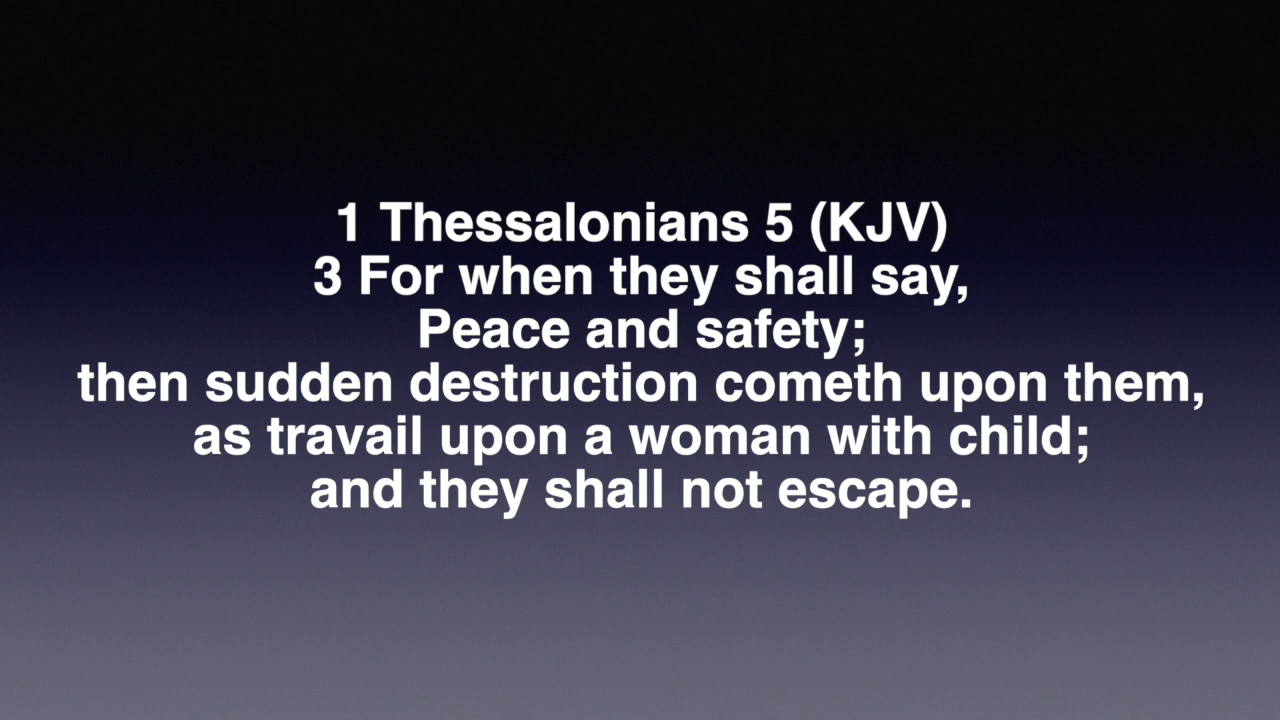 1 Thessalonians 5 (KJV)
3 For when they shall say,
Peace and safety;
then sudden destruction cometh upon them,
as travail upon a woman with child;
and they shall not escape.